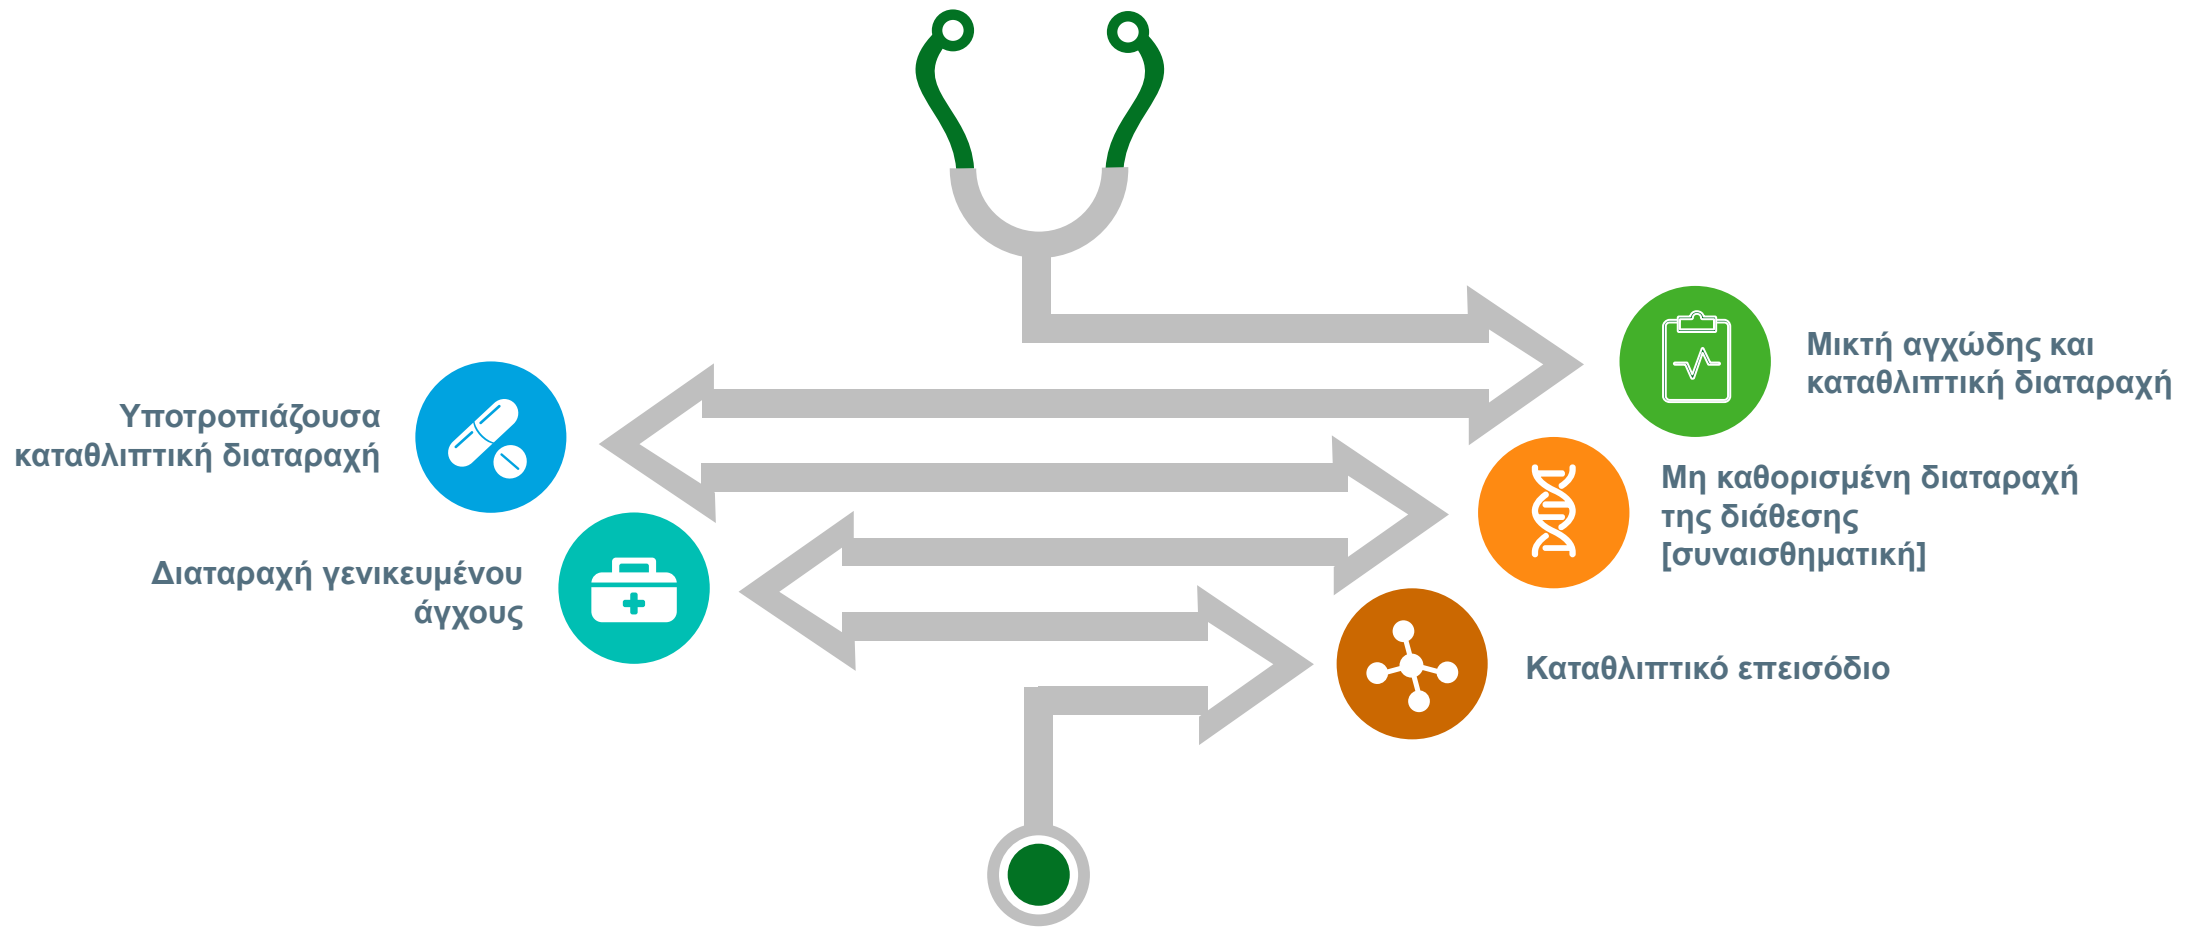 Μικτή αγχώδης και
καταθλιπτική διαταραχή
Υποτροπιάζουσα
καταθλιπτική διαταραχή
Μη καθορισμένη διαταραχή
της διάθεσης
[συναισθηματική]
Διαταραχή γενικευμένου
άγχους
Καταθλιπτικό επεισόδιο